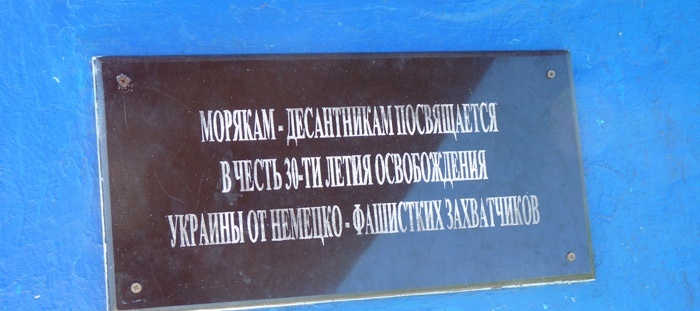 МОРЯКАМ - ДЕСАНТНИКАМ ПОСВЯЩАЕТСЯ
В ЧЕСТЬ 30-ТИ ЛЕТИЯ ОСВОБОЖДЕНИЯ
УКРАИНЫ ОТ НЕМЕЦКО - ФАШИСТКИХ ЗАХВАТЧИКОВ